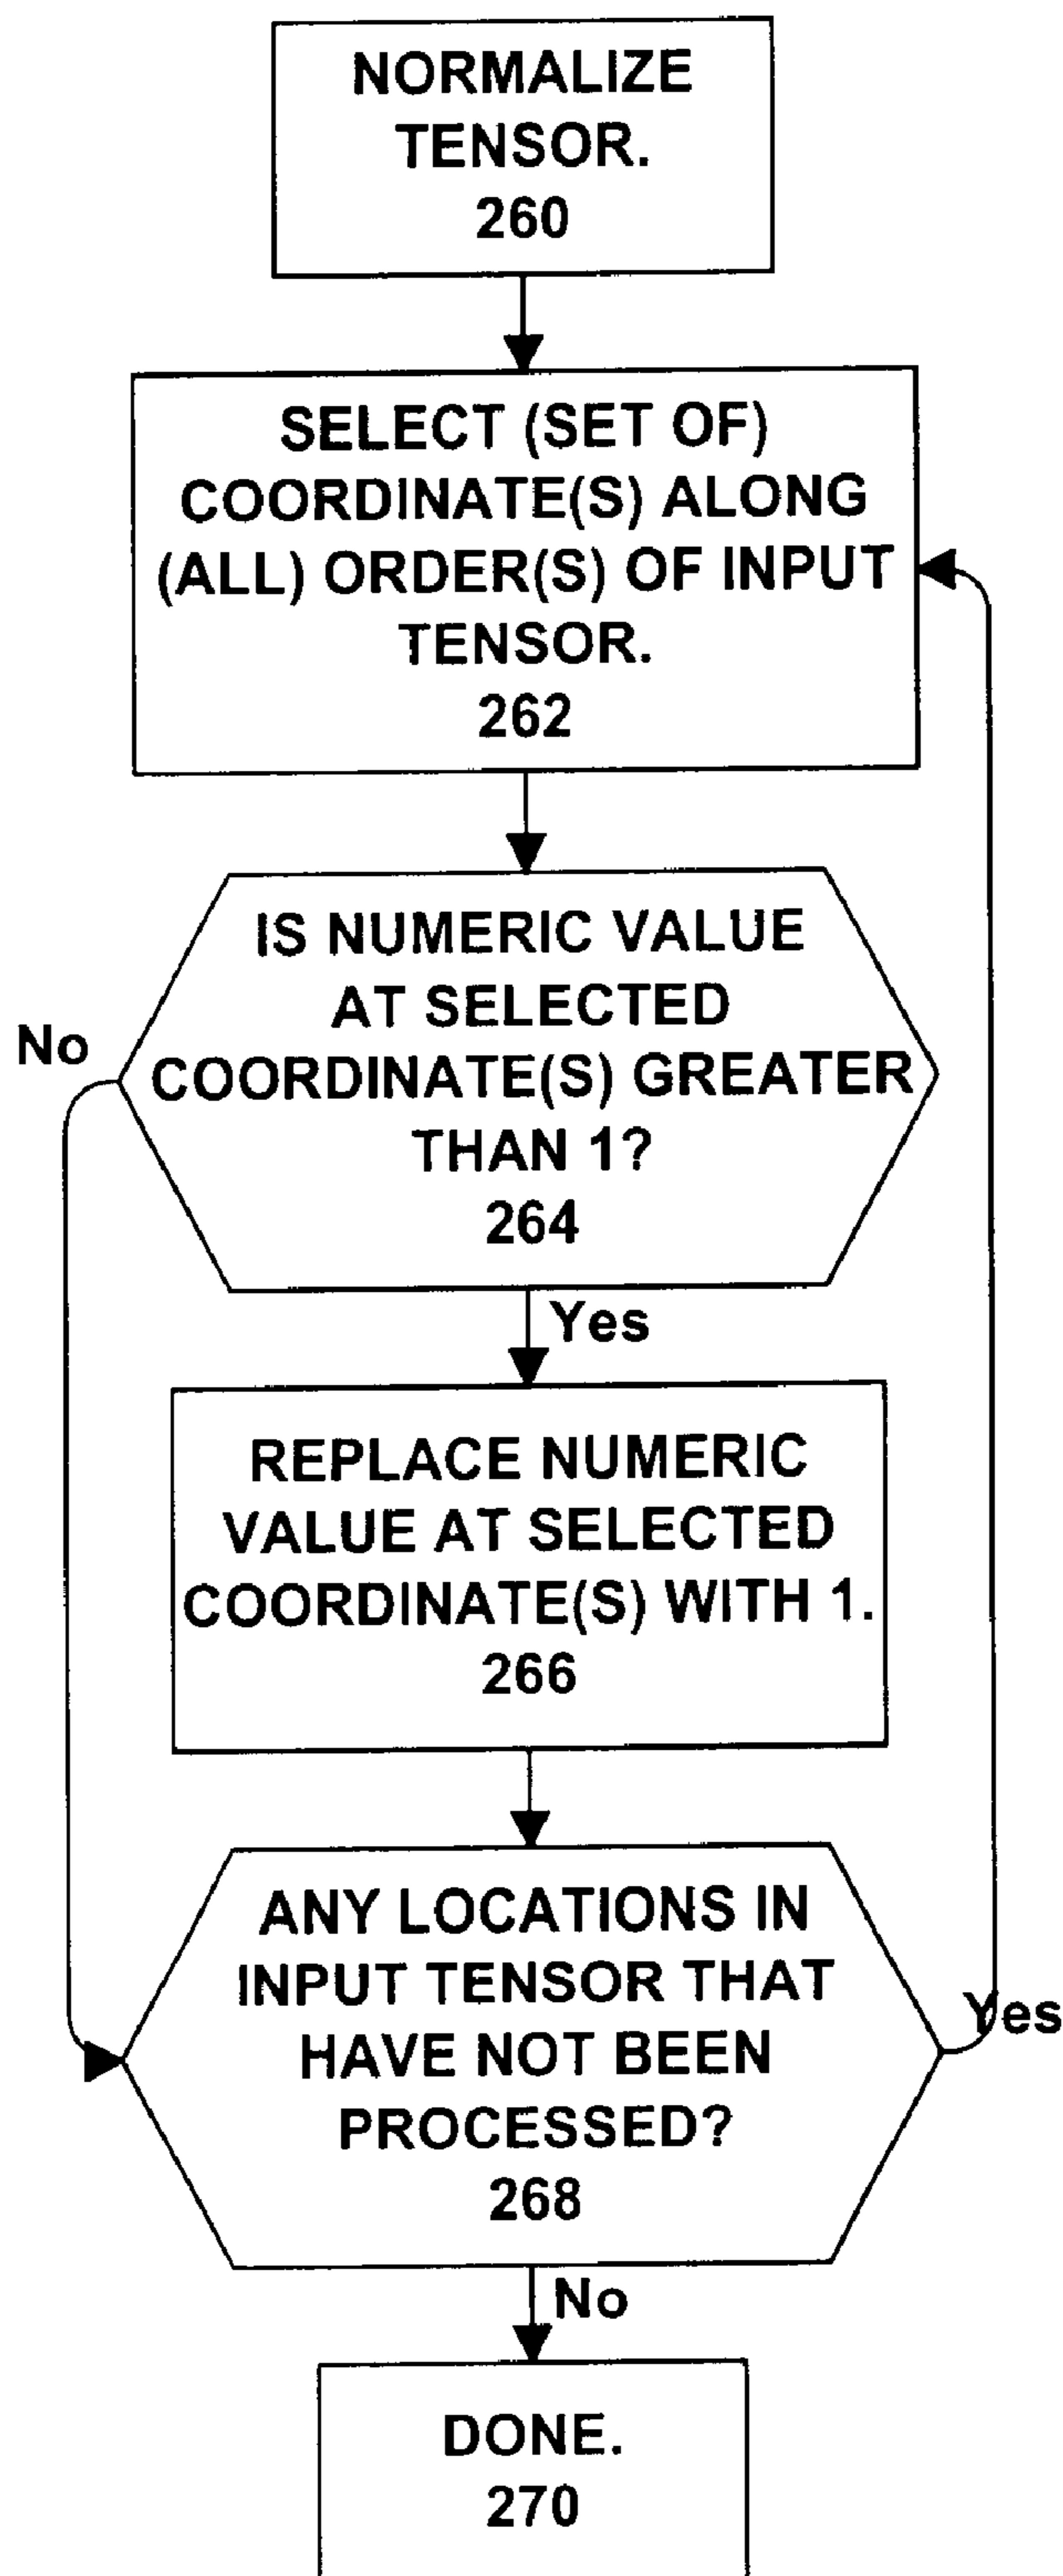 NORMALIZE
TENSOR.
260
SELECT (SET OF)
COORDINATE(S) ALONG
(ALL) ORDER(S) OF INPUT
TENSOR.
262
IS NUMERIC VALUE
AT SELECTED
COORDINATE(S) GREATER
THAN 1?
264
No
Yes
REPLACE NUMERIC
VALUE AT SELECTED
COORDINATE(S) WITH 1.
266
ANY LOCATIONS IN
INPUT TENSOR THAT
HAVE NOT BEEN
PROCESSED?
268
Yes
No
DONE.
270